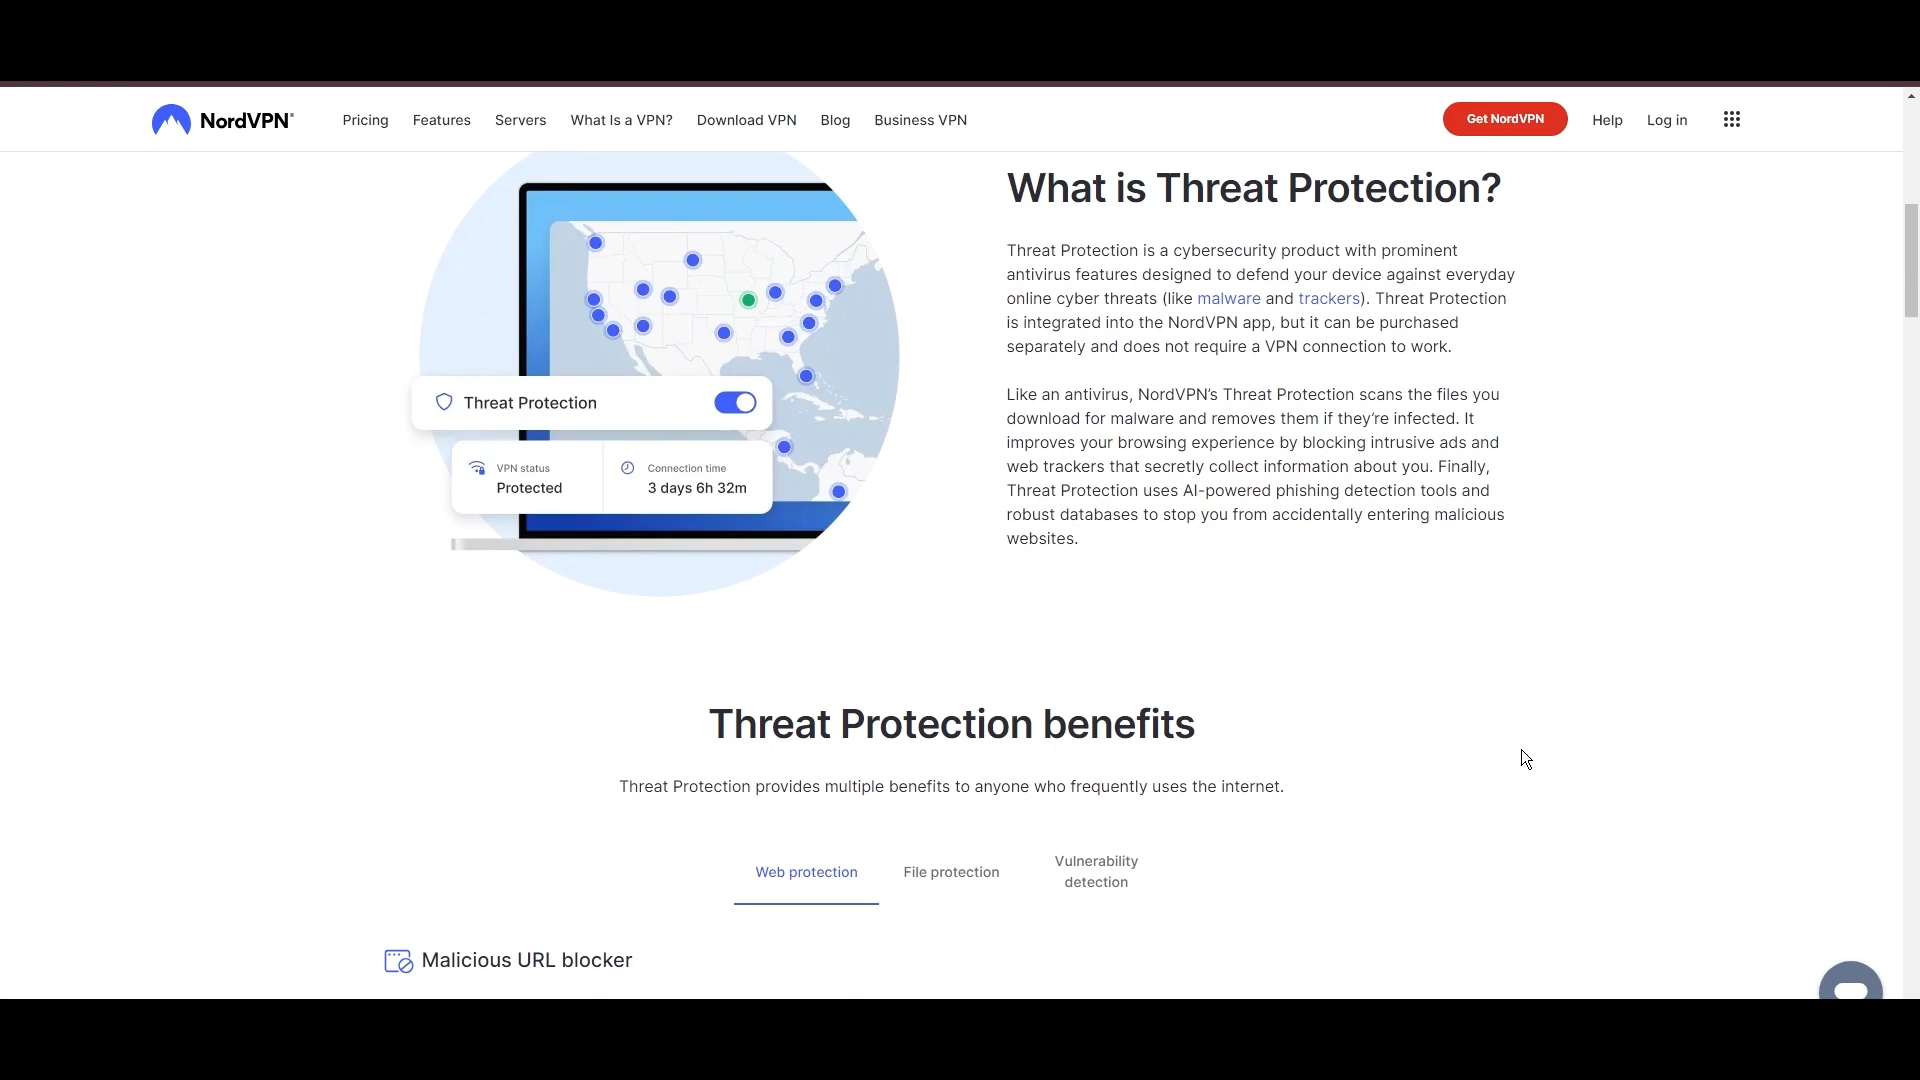 NordVPN®
Pricing
Features
Servers
What Is a VPN?
Download VPN
Blog
Business VPN
Get NordVPN
Help
Log in
Threat Protection
VPN status
Protected
Connection time
3 days 6h 32m
What is Threat Protection?
Threat Protection is a cybersecurity product with prominent
antivirus features designed to defend your device against everyday
online cyber threats (like malware and trackers). Threat Protection
is integrated into the NordVPN app, but it can be purchased
separately and does not require a VPN connection to work.
Like an antivirus, NordVPN’s Threat Protection scans the files you
download for malware and removes them if they’re infected. It
improves your browsing experience by blocking intrusive ads and
web trackers that secretly collect information about you. Finally,
Threat Protection uses AI-powered phishing detection tools and
robust databases to stop you from accidentally entering malicious
websites.
Threat Protection benefits
Threat Protection provides multiple benefits to anyone who frequently uses the internet.
Web protection
File protection
Vulnerability
detection
Malicious URL blocker